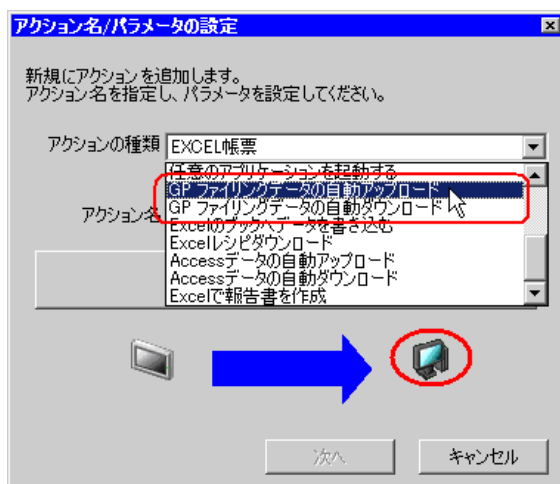 アクション名/パラメータの設定
新規にアクションを追加します。
アクション名を指定し、パラメータを設定してください。
アクションの種類 EXCEL帳票
任意のアプリケーションを起動する
GP ファイリングデータの自動アップロード
アクション名 GP ファイリングデータの自動ダウンロード
Excelのブックへデータを書き込む
Excelレシピダウンロード
Accessデータの自動アップロード
Accessデータの自動ダウンロード
Excelで報告書を作成
次へ キャンセル